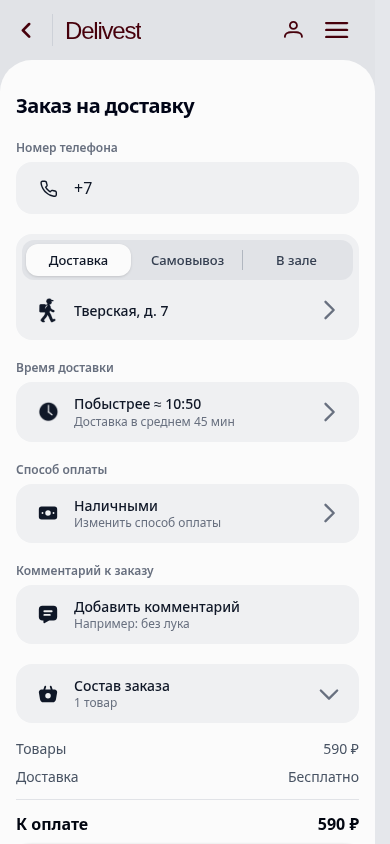 Delivest
Заказ на доставку
Номер телефона
+7
Доставка
Самовывоз
В зале
Тверская, д. 7
Время доставки
Побыстрее ≈ 10:50
Доставка в среднем 45 мин
Способ оплаты
Наличными
Изменить способ оплаты
Комментарий к заказу
Добавить комментарий
Например: без лука
Состав заказа
1 товар
Товары 590 ₽
Доставка Бесплатно
К оплате 590 ₽